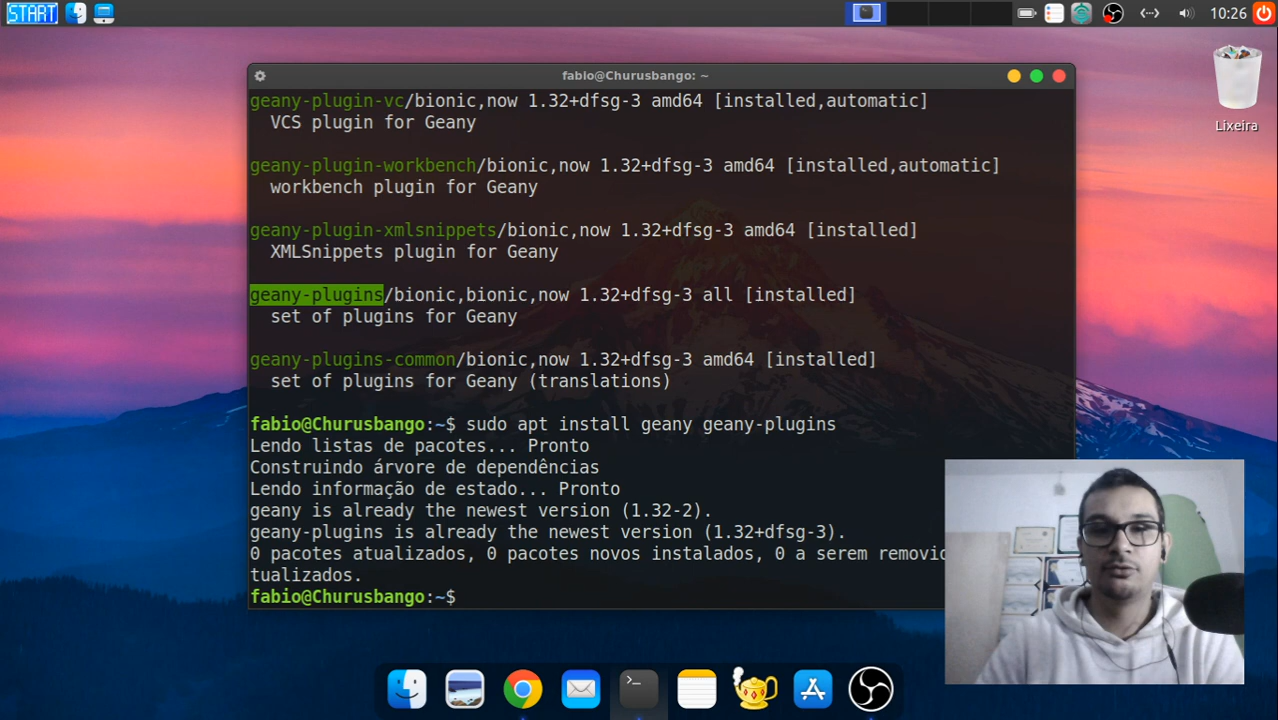 START
10:26
fabio@Churusbango: ~
Lixeira
geany-plugin-vc/bionic,now 1.32+dfsg-3 amd64 [installed,automatic]
  VCS plugin for Geany
geany-plugin-workbench/bionic,now 1.32+dfsg-3 amd64 [installed,automatic]
  workbench plugin for Geany
geany-plugin-xmlsnippets/bionic,now 1.32+dfsg-3 amd64 [installed]
  XMLSnippets plugin for Geany
geany-plugins/bionic,bionic,now 1.32+dfsg-3 all [installed]
  set of plugins for Geany
geany-plugins-common/bionic,now 1.32+dfsg-3 amd64 [installed]
  set of plugins for Geany (translations)
fabio@Churusbango:~$ sudo apt install geany geany-plugins
Lendo listas de pacotes... Pronto
Construindo árvore de dependências
Lendo informação de estado... Pronto
geany is already the newest version (1.32-2).
geany-plugins is already the newest version (1.32+dfsg-3).
0 pacotes atualizados, 0 pacotes novos instalados, 0 a serem removid
tualizados.
fabio@Churusbango:~$